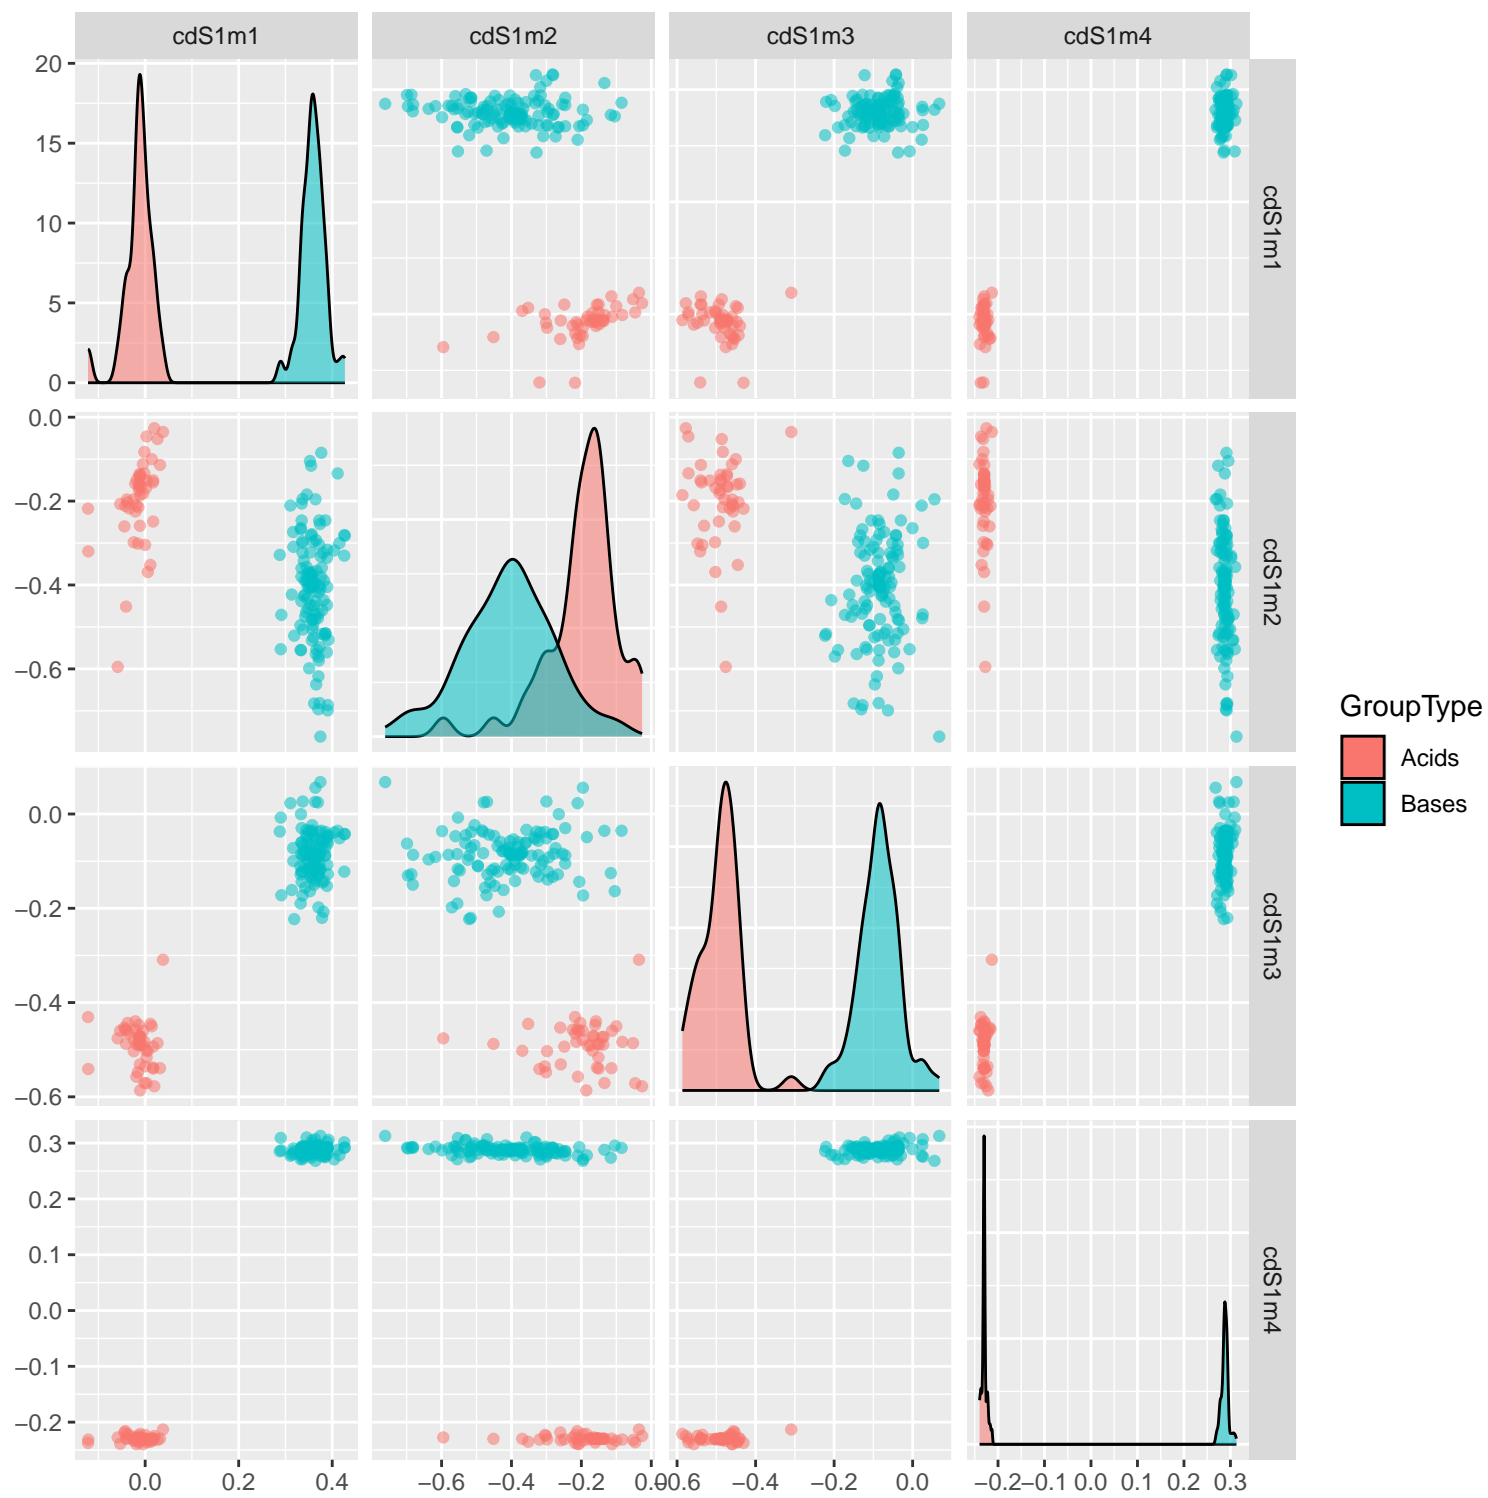 cdS1m1 cdS1m2 cdS1m3 cdS1m4
20
15
10
5
0
cdS1m1
0.0
−0.2
−0.4
−0.6
cdS1m2
GroupType
Acids
Bases
0.0
−0.2
−0.4
−0.6
cdS1m3
0.3
0.2
0.1
0.0
−0.1
−0.2
cdS1m4
0.0 0.2 0.4 −0.6 −0.4 −0.2 0.0 −0.6 −0.4 −0.2 0.0 −0.2 −0.1 0.0 0.1 0.2 0.3